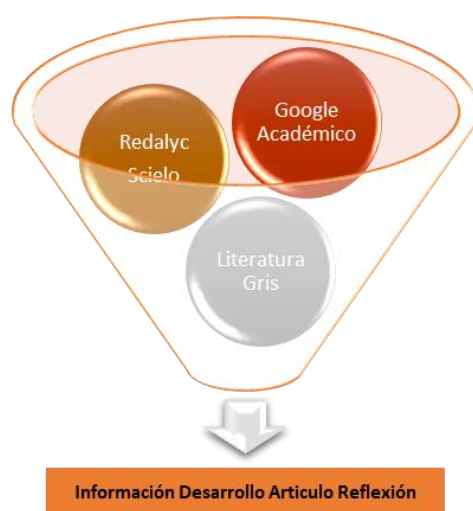 Google
Académico
Redalyc
Scielo
Literatura
Gris
Información Desarrollo Articulo Reflexión